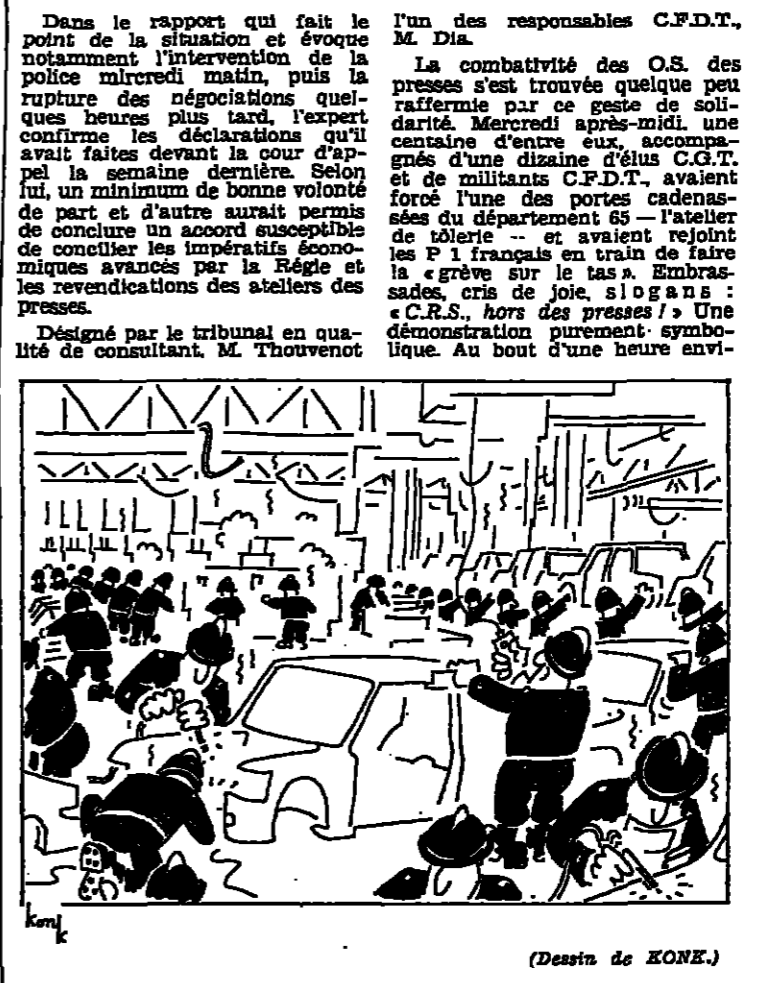 Dans le rapport qui fait le
point de la situation et évoque
notamment l'intervention de la
police mircredi matin, puis la
rupture des négociations quel-
ques heures plus tard, l'expert
confirme les déclarations qu'il
avait faites devant la cour d'ap-
pel la semaine dernière. Selon
lui, un minimum de bonne volonté
de part et d'autre aurait permis
de conclure un accord susceptible
de concilier les impératifs écono-
miques avancés par la Régie et
les revendications des ateliers des
presses.
Désigné par le tribunal en qua-
lité de consultant, M. Thouvenot
l'un des responsables C.F.D.T.,
M. Dia.
La combativité des O.S. des
presses s'est trouvée quelque peu
raffermie par ce geste de soli-
darité. Mercredi après-midi, une
centaine d'entre eux, accompa-
gnés d'une dizaine d'élus C.G.T.
et de militants C.F.D.T., avaient
forcé l'une des portes cadenas-
sées du département 65 — l'atelier
de tôlerie — et avaient rejoint
les P 1 français en train de faire
la « grève sur le tas ». Embras-
sades, cris de joie, slogans :
« C.R.S., hors des presses ! » Une
démonstration purement symbo-
lique. Au bout d'une heure envi-
konk
(Dessin de KONK.)